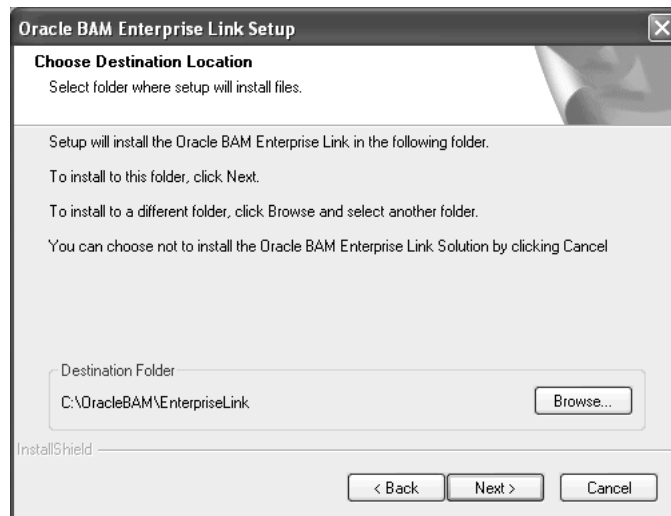 Oracle BAM Enterprise Link Setup
Choose Destination Location
Select folder where setup will install files.
Setup will install the Oracle BAM Enterprise Link in the following folder.
To install to this folder, click Next.
To install to a different folder, click Browse and select another folder.
You can choose not to install the Oracle BAM Enterprise Link Solution by clicking Cancel
Destination Folder
C:\OracleBAM\EnterpriseLink
Browse...
InstallShield
< Back
Next >
Cancel